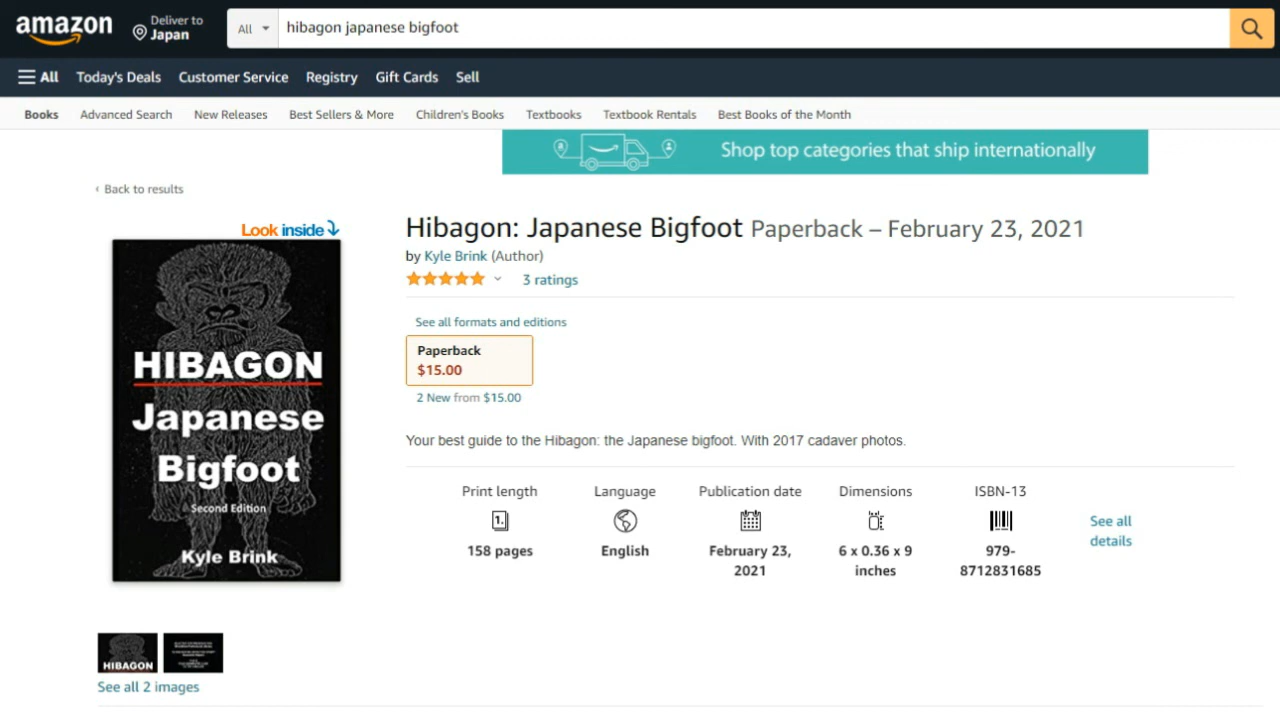 amazon
Deliver to
Japan
All
hibagon japanese bigfoot
All Today's Deals Customer Service Registry Gift Cards Sell
Books Advanced Search New Releases Best Sellers & More Children's Books Textbooks Textbook Rentals Best Books of the Month
Shop top categories that ship internationally
‹ Back to results
Look inside
HIBAGON
Japanese
Bigfoot
Second Edition
Kyle Brink
HIBAGON
See all 2 images
Hibagon: Japanese Bigfoot Paperback – February 23, 2021
by Kyle Brink (Author)
3 ratings
See all formats and editions
Paperback
$15.00
2 New from $15.00
Your best guide to the Hibagon: the Japanese bigfoot. With 2017 cadaver photos.
Print length
1.
158 pages
Language
English
Publication date
February 23,
2021
Dimensions
6 x 0.36 x 9
inches
ISBN-13
979-
8712831685
See all
details